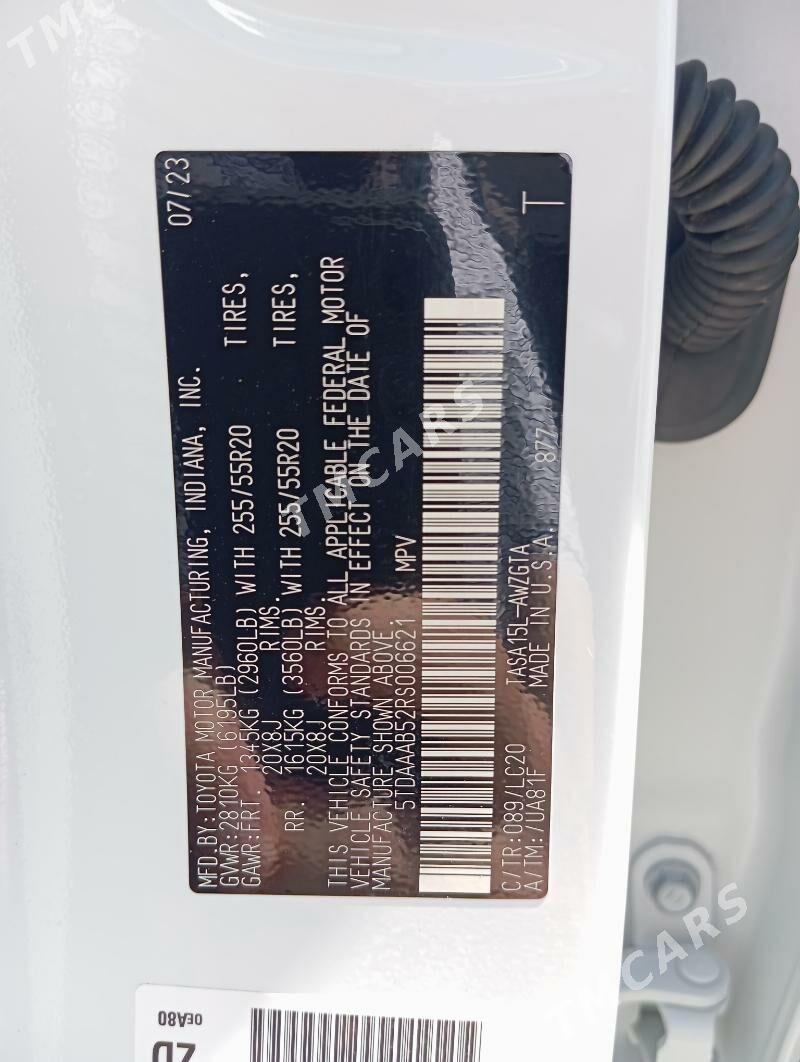 MFD.BY:TOYOTA MOTOR MANUFACTURING, INDIANA, INC. 07/23
GVWR:2810KG (6195LB)
GAWR:FRT. 1345KG (2960LB) WITH 255/55R20 TIRES,
20X8J RIMS.
RR. 1615KG (3560LB) WITH 255/55R20 TIRES,
20X8J RIMS.
THIS VEHICLE CONFORMS TO ALL APPLICABLE FEDERAL MOTOR
VEHICLE SAFETY STANDARDS IN EFFECT ON THE DATE OF
MANUFACTURE SHOWN ABOVE
5TDAAAB52RS006621 MPV
C/TR:089/LC20 TASA15L-AWZGTA 877
A/TM:/UA81F MADE IN U.S.A. T
0EA80
ZD
TMCARS
TMCARS
TMCARS